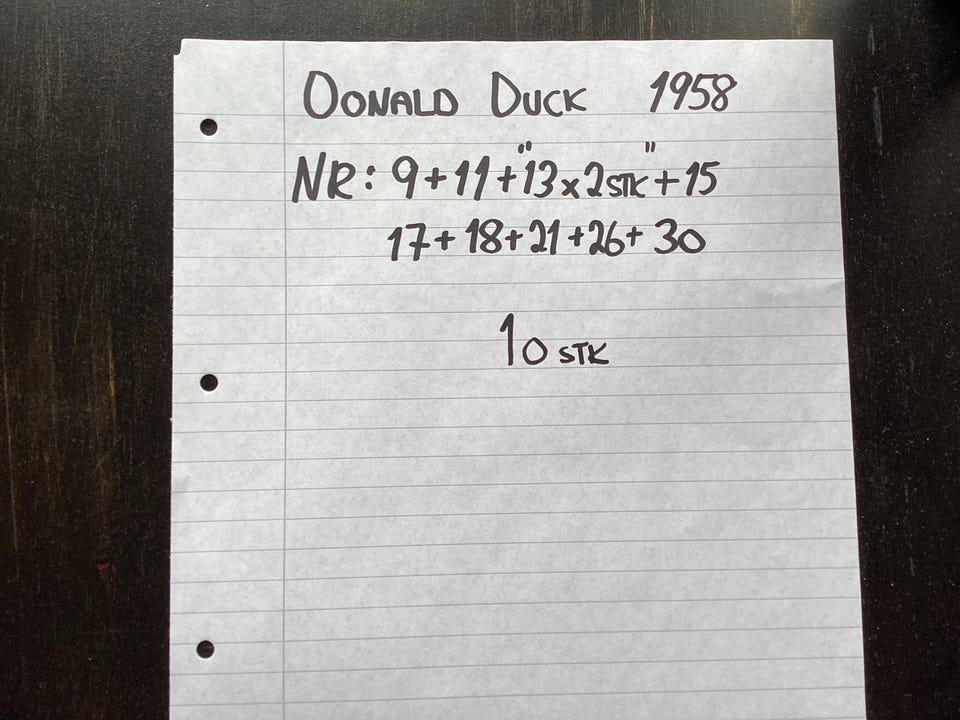 DONALD DUCK 1958
NR: 9+11+"13x2STK"+15
17+18+21+26+30
10 STK